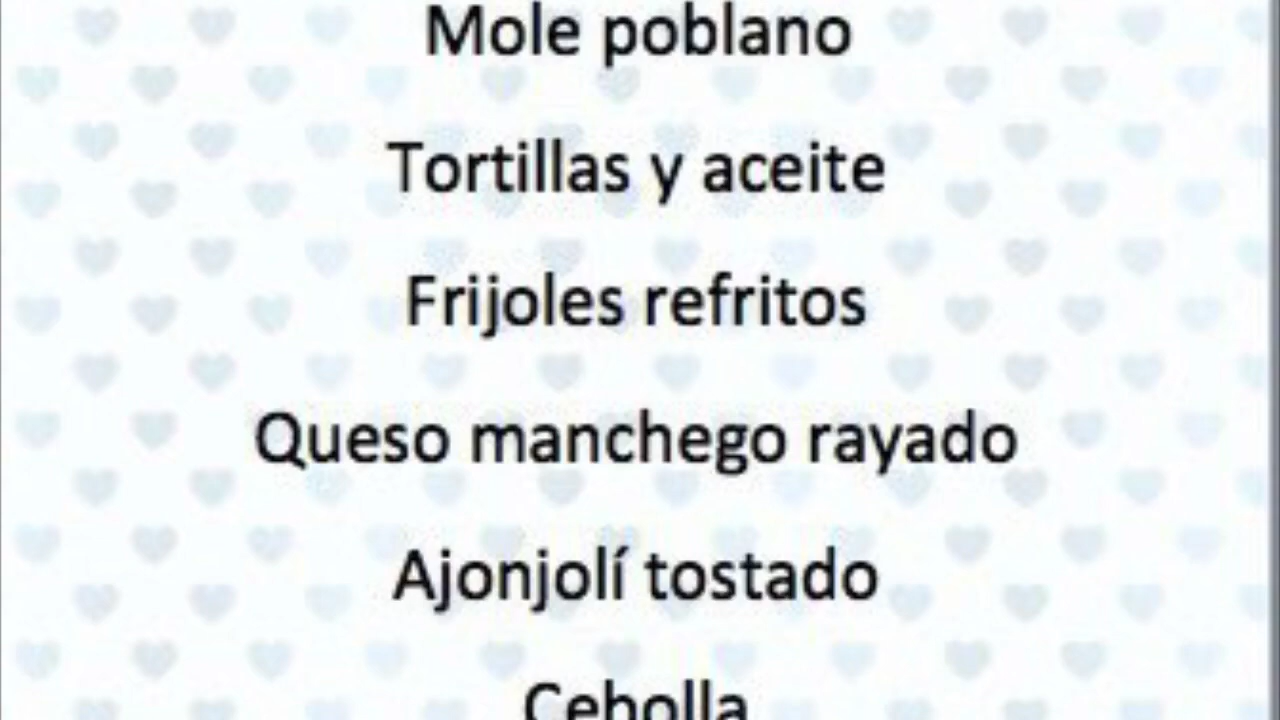 Mole poblano
Tortillas y aceite
Frijoles refritos
Queso manchego rayado
Ajonjolí tostado
Cebolla